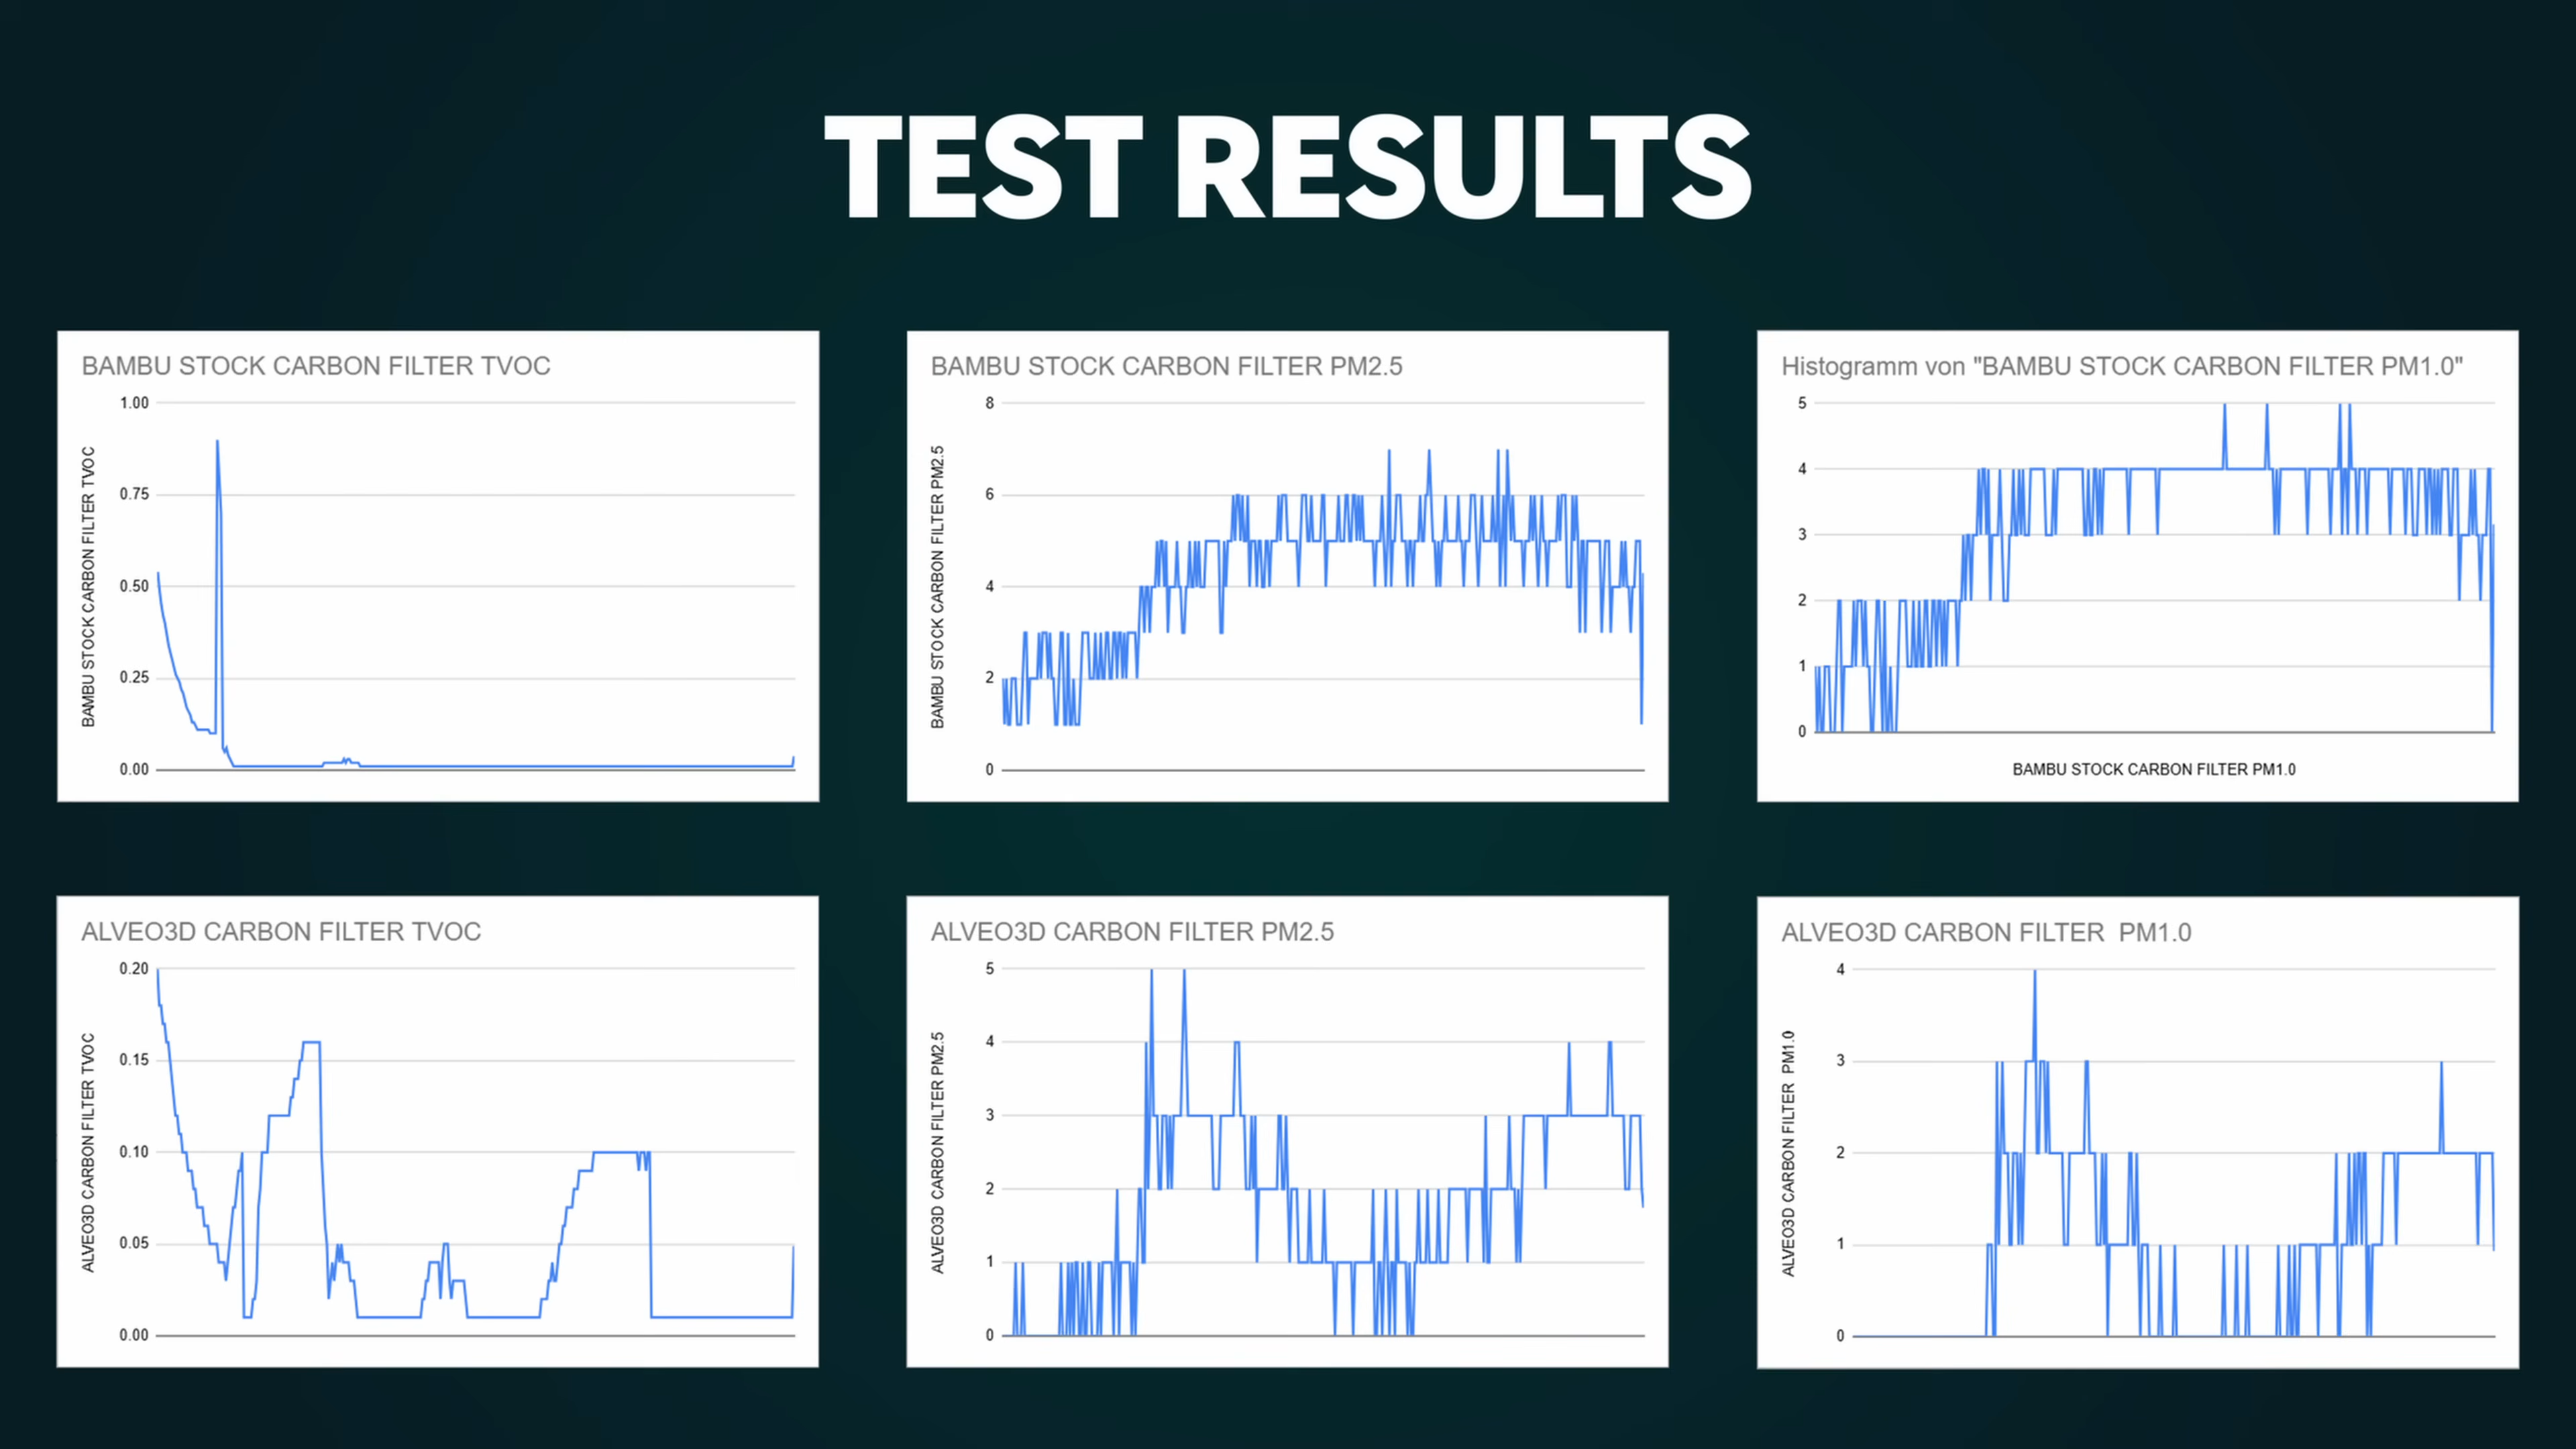 TEST RESULTS
BAMBU STOCK CARBON FILTER TVOC
BAMBU STOCK CARBON FILTER TVOC
1.00
0.75
0.50
0.25
0.00
BAMBU STOCK CARBON FILTER PM2.5
BAMBU STOCK CARBON FILTER PM2.5
8
6
4
2
0
Histogramm von "BAMBU STOCK CARBON FILTER PM1.0"
5
4
3
2
1
0
BAMBU STOCK CARBON FILTER PM1.0
ALVEO3D CARBON FILTER TVOC
ALVEO3D CARBON FILTER TVOC
0.20
0.15
0.10
0.05
0.00
ALVEO3D CARBON FILTER PM2.5
ALVEO3D CARBON FILTER PM2.5
5
4
3
2
1
0
ALVEO3D CARBON FILTER  PM1.0
ALVEO3D CARBON FILTER  PM1.0
4
3
2
1
0